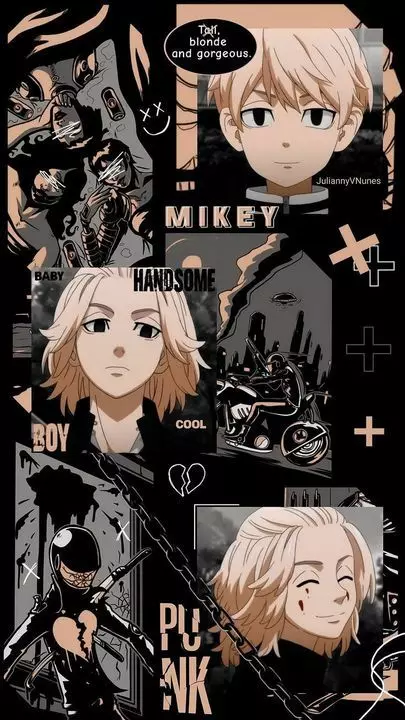 Tall,
blonde
and gorgeous.
JuliannyVNunes
MIKEY
BABY
HANDSOME
BOY
COOL
PU
NK